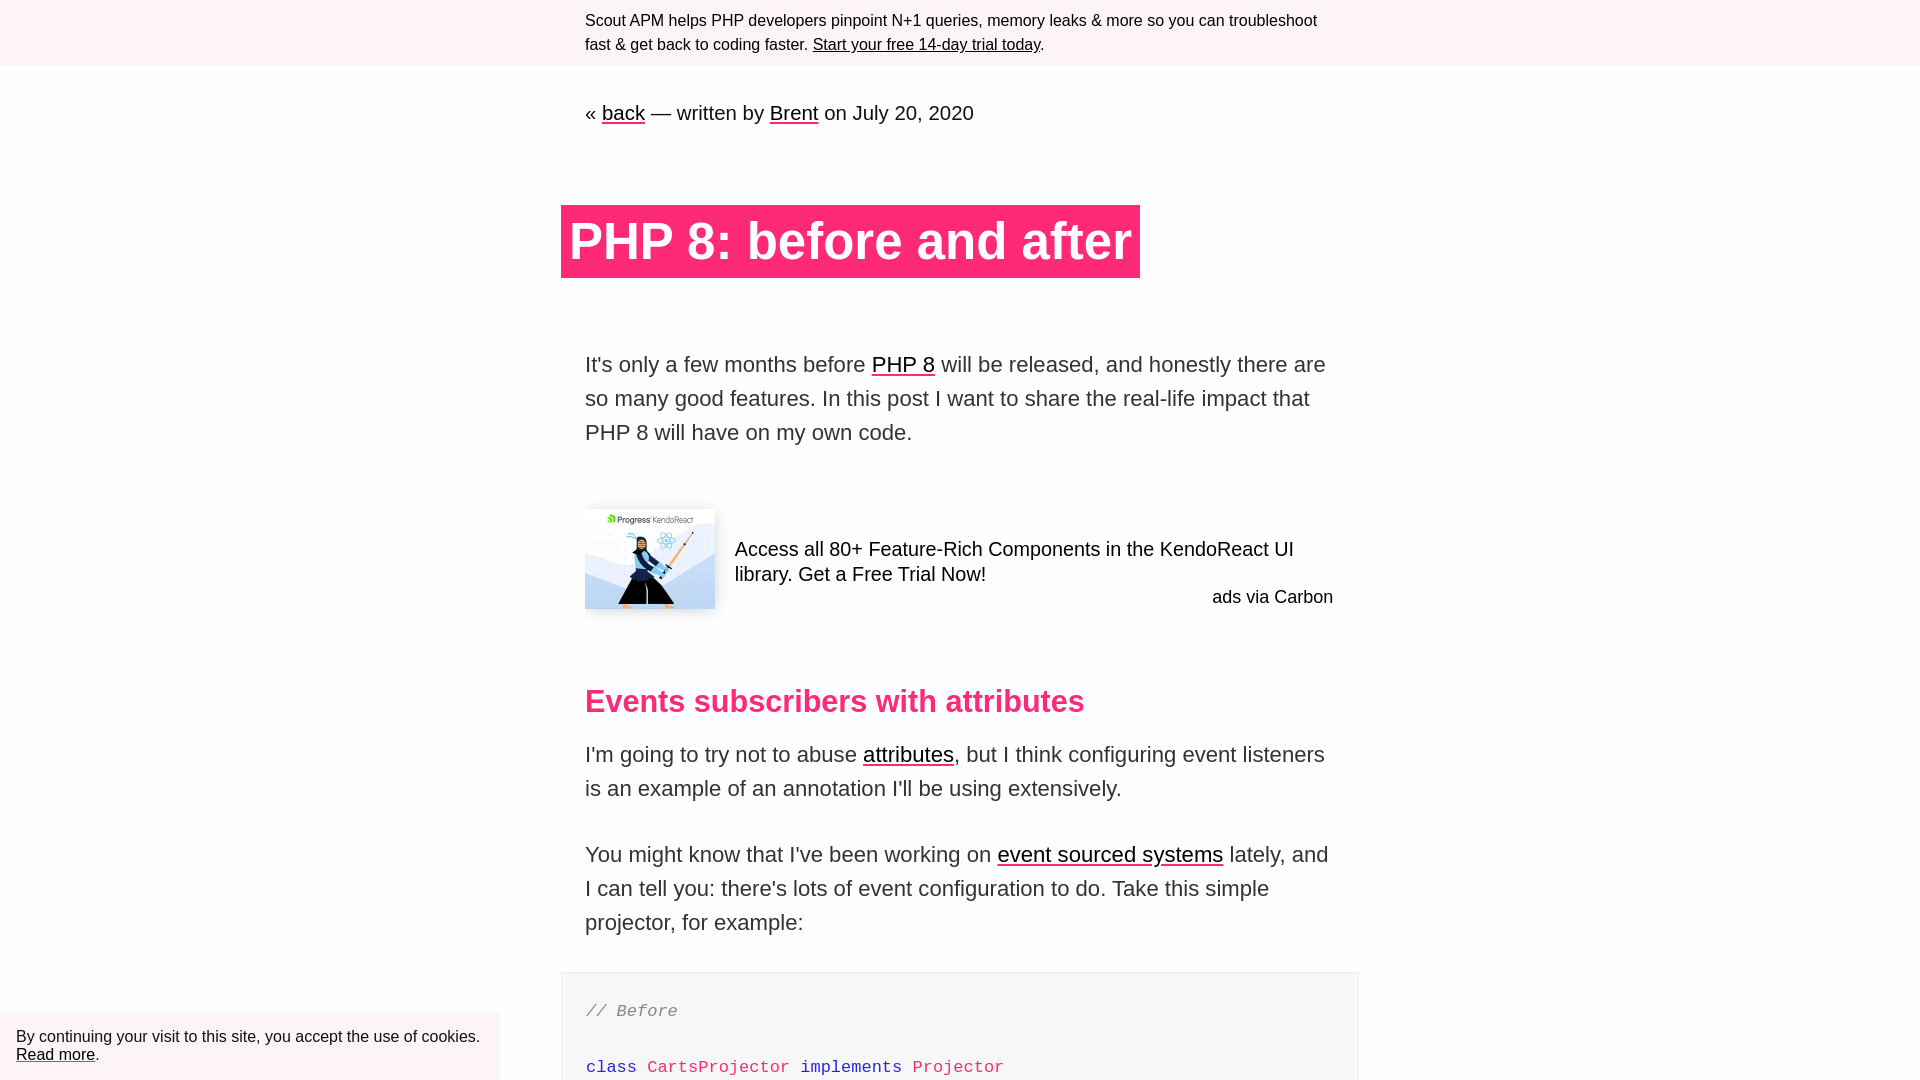 Scout APM helps PHP developers pinpoint N+1 queries, memory leaks & more so you can troubleshoot
fast & get back to coding faster. Start your free 14-day trial today.
« back — written by Brent on July 20, 2020
PHP 8: before and after
It's only a few months before PHP 8 will be released, and honestly there are
so many good features. In this post I want to share the real-life impact that
PHP 8 will have on my own code.
Progress KendoReact
Access all 80+ Feature-Rich Components in the KendoReact UI
library. Get a Free Trial Now!
ads via Carbon
Events subscribers with attributes
I'm going to try not to abuse attributes, but I think configuring event listeners
is an example of an annotation I'll be using extensively.
You might know that I've been working on event sourced systems lately, and
I can tell you: there's lots of event configuration to do. Take this simple
projector, for example:
// Before
class CartsProjector implements Projector
By continuing your visit to this site, you accept the use of cookies.
Read more.